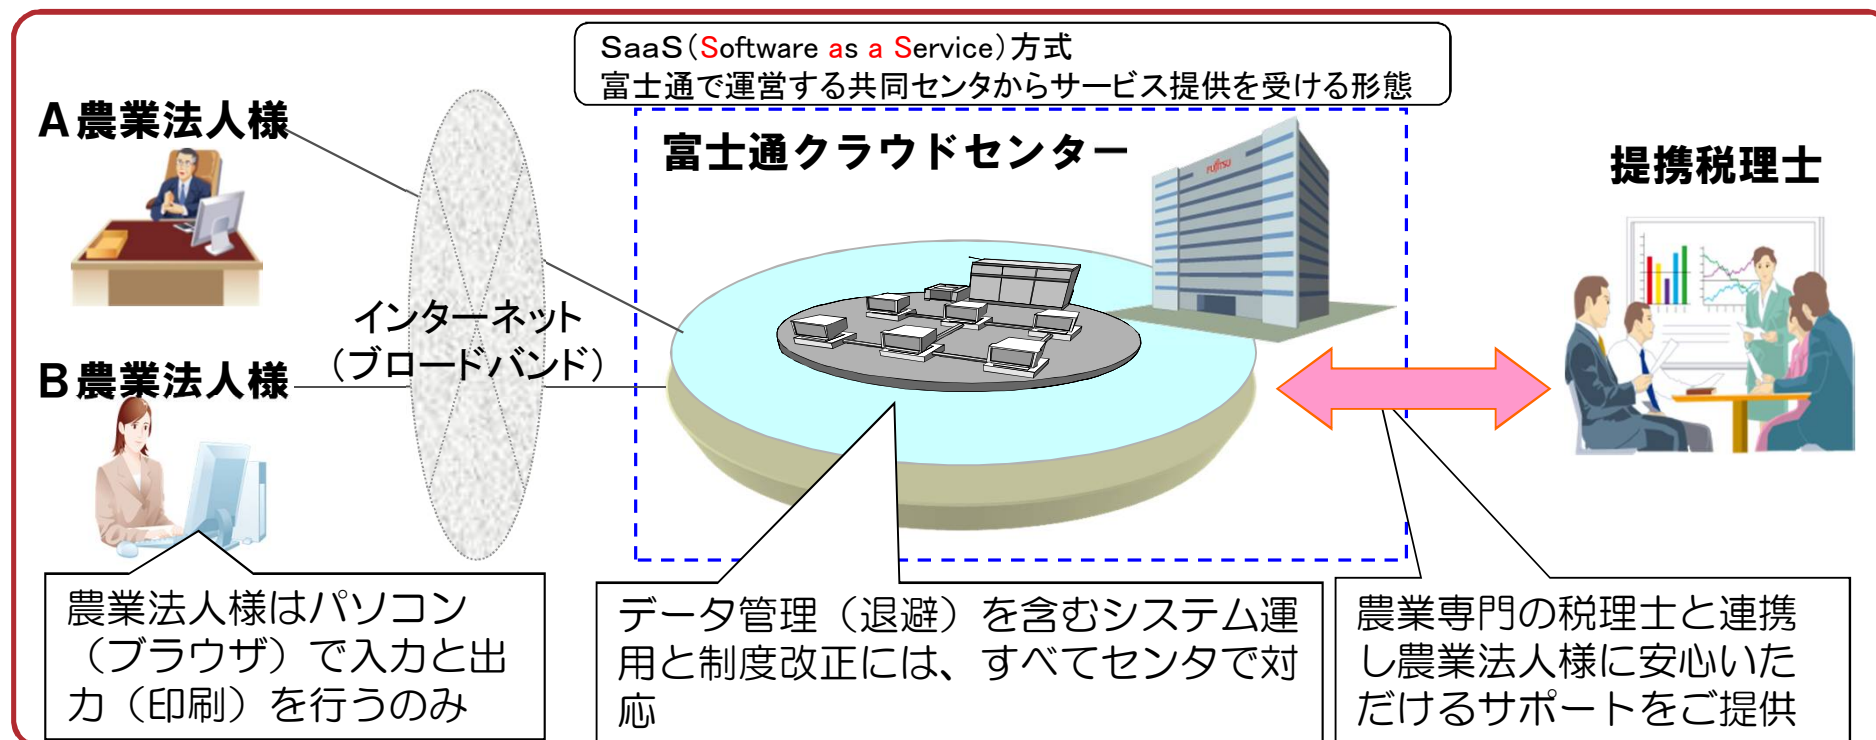 SaaS（Software as a Service）方式
富士通で運営する共同センタからサービス提供を受ける形態
A農業法人様
富士通クラウドセンター
FUJITSU
提携税理士
インターネット
（ブロードバンド）
B農業法人様
農業法人様はパソコン
（ブラウザ）で入力と出
力（印刷）を行うのみ
データ管理（退避）を含むシステム運
用と制度改正には、すべてセンタで対
応
農業専門の税理士と連携
し農業法人様に安心いた
だけるサポートをご提供